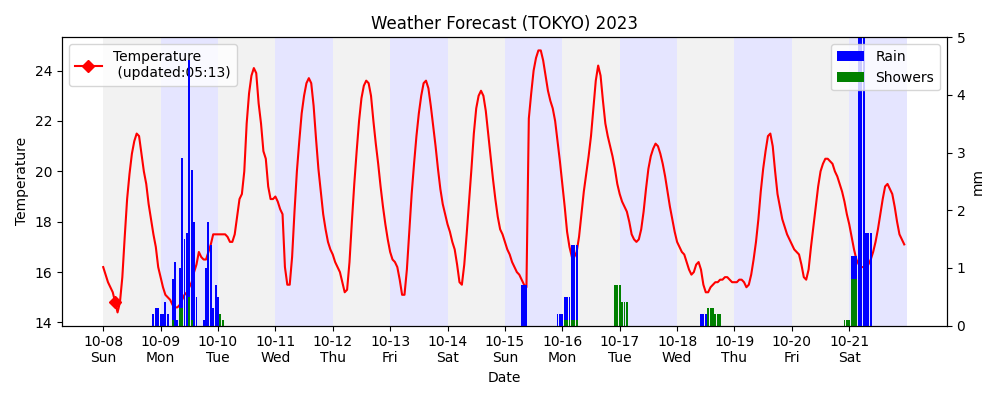 Weather Forecast (TOKYO) 2023
Temperature
(updated:05:13)
Rain
Showers
Temperature
24
22
20
18
16
14
5
4
3
2
1
0
mm
10-08 10-09 10-10 10-11 10-12 10-13 10-14 10-15 10-16 10-17 10-18 10-19 10-20 10-21
Sun Mon Tue Wed Thu Fri Sat Sun Mon Tue Wed Thu Fri Sat
Date